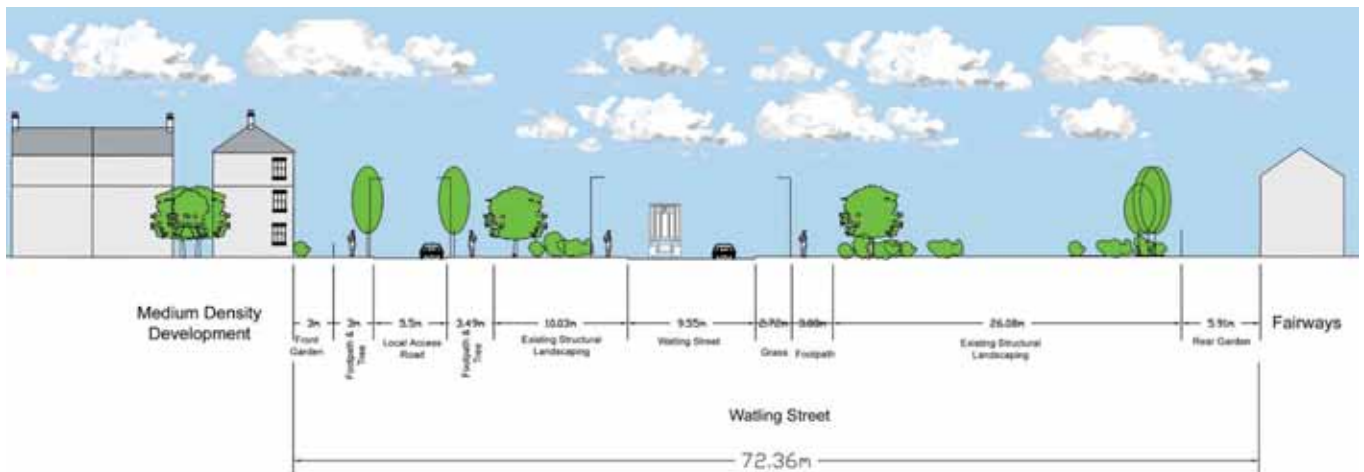 Medium Density
Development
3m
Front
Garden
3m
Footpath &
Tree
5.5m
Local Access
Road
3.49m
Footpath &
Tree
10.03m
Existing Structural
Landscaping
9.55m
Watling Street
Grass
Footpath
26.08m
Existing Structural
Landscaping
5.91m
Rear Garden
Fairways
Watling Street
72.36m